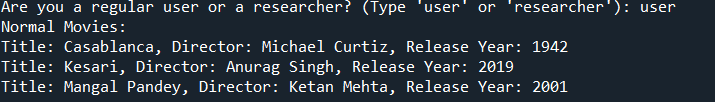 Are you a regular user or a researcher? (Type 'user' or 'researcher'): user
Normal Movies:
Title: Casablanca, Director: Michael Curtiz, Release Year: 1942
Title: Kesari, Director: Anurag Singh, Release Year: 2019
Title: Mangal Pandey, Director: Ketan Mehta, Release Year: 2001